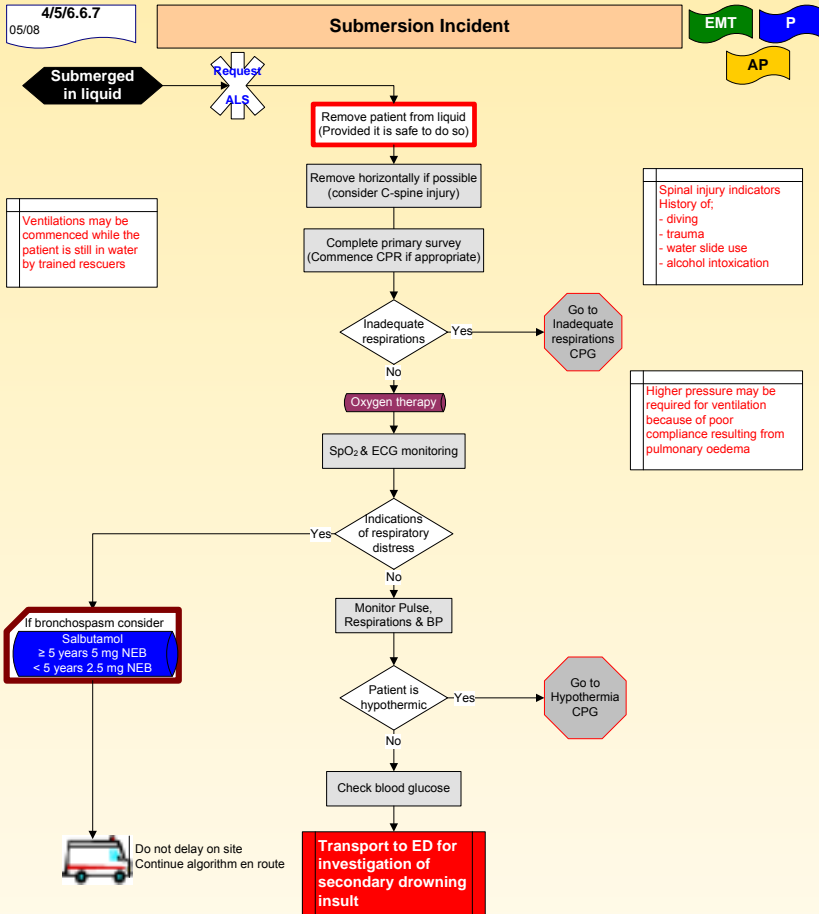 4/5/6.6.7
05/08
Submersion Incident
EMT
P
AP
Submerged
in liquid
Request
ALS
Remove patient from liquid
(Provided it is safe to do so)
Remove horizontally if possible
(consider C-spine injury)
Spinal injury indicators
History of;
- diving
- trauma
- water slide use
- alcohol intoxication
Ventilations may be
commenced while the
patient is still in water
by trained rescuers
Complete primary survey
(Commence CPR if appropriate)
Inadequate
respirations
Yes
Go to
Inadequate
respirations
CPG
No
Oxygen therapy
Higher pressure may be
required for ventilation
because of poor
compliance resulting from
pulmonary oedema
SpO₂ & ECG monitoring
Indications
of respiratory
distress
Yes
No
Monitor Pulse,
Respirations & BP
If bronchospasm consider
Salbutamol
≥ 5 years 5 mg NEB
< 5 years 2.5 mg NEB
Patient is
hypothermic
Yes
Go to
Hypothermia
CPG
No
Check blood glucose
Do not delay on site
Continue algorithm en route
Transport to ED for
investigation of
secondary drowning
insult